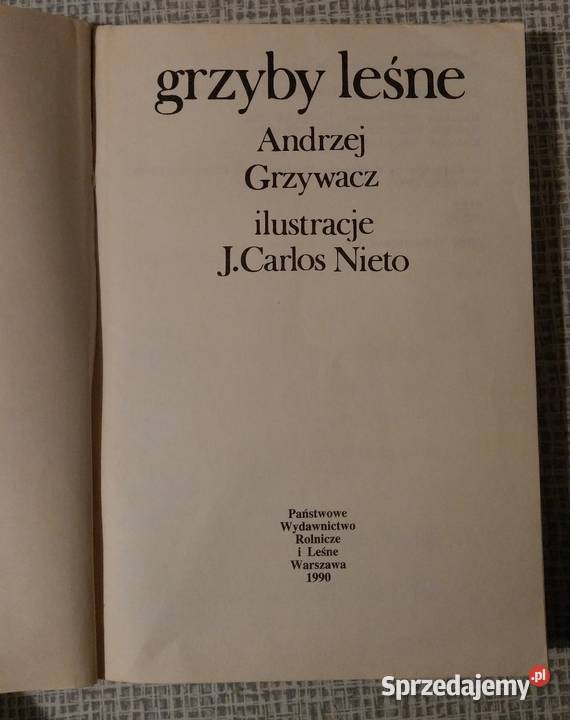 grzyby leśne
Andrzej
Grzywacz
ilustracje
J.Carlos Nieto
Państwowe
Wydawnictwo
Rolnicze
i Leśne
Warszawa
1990
Sprzedajemy.pl